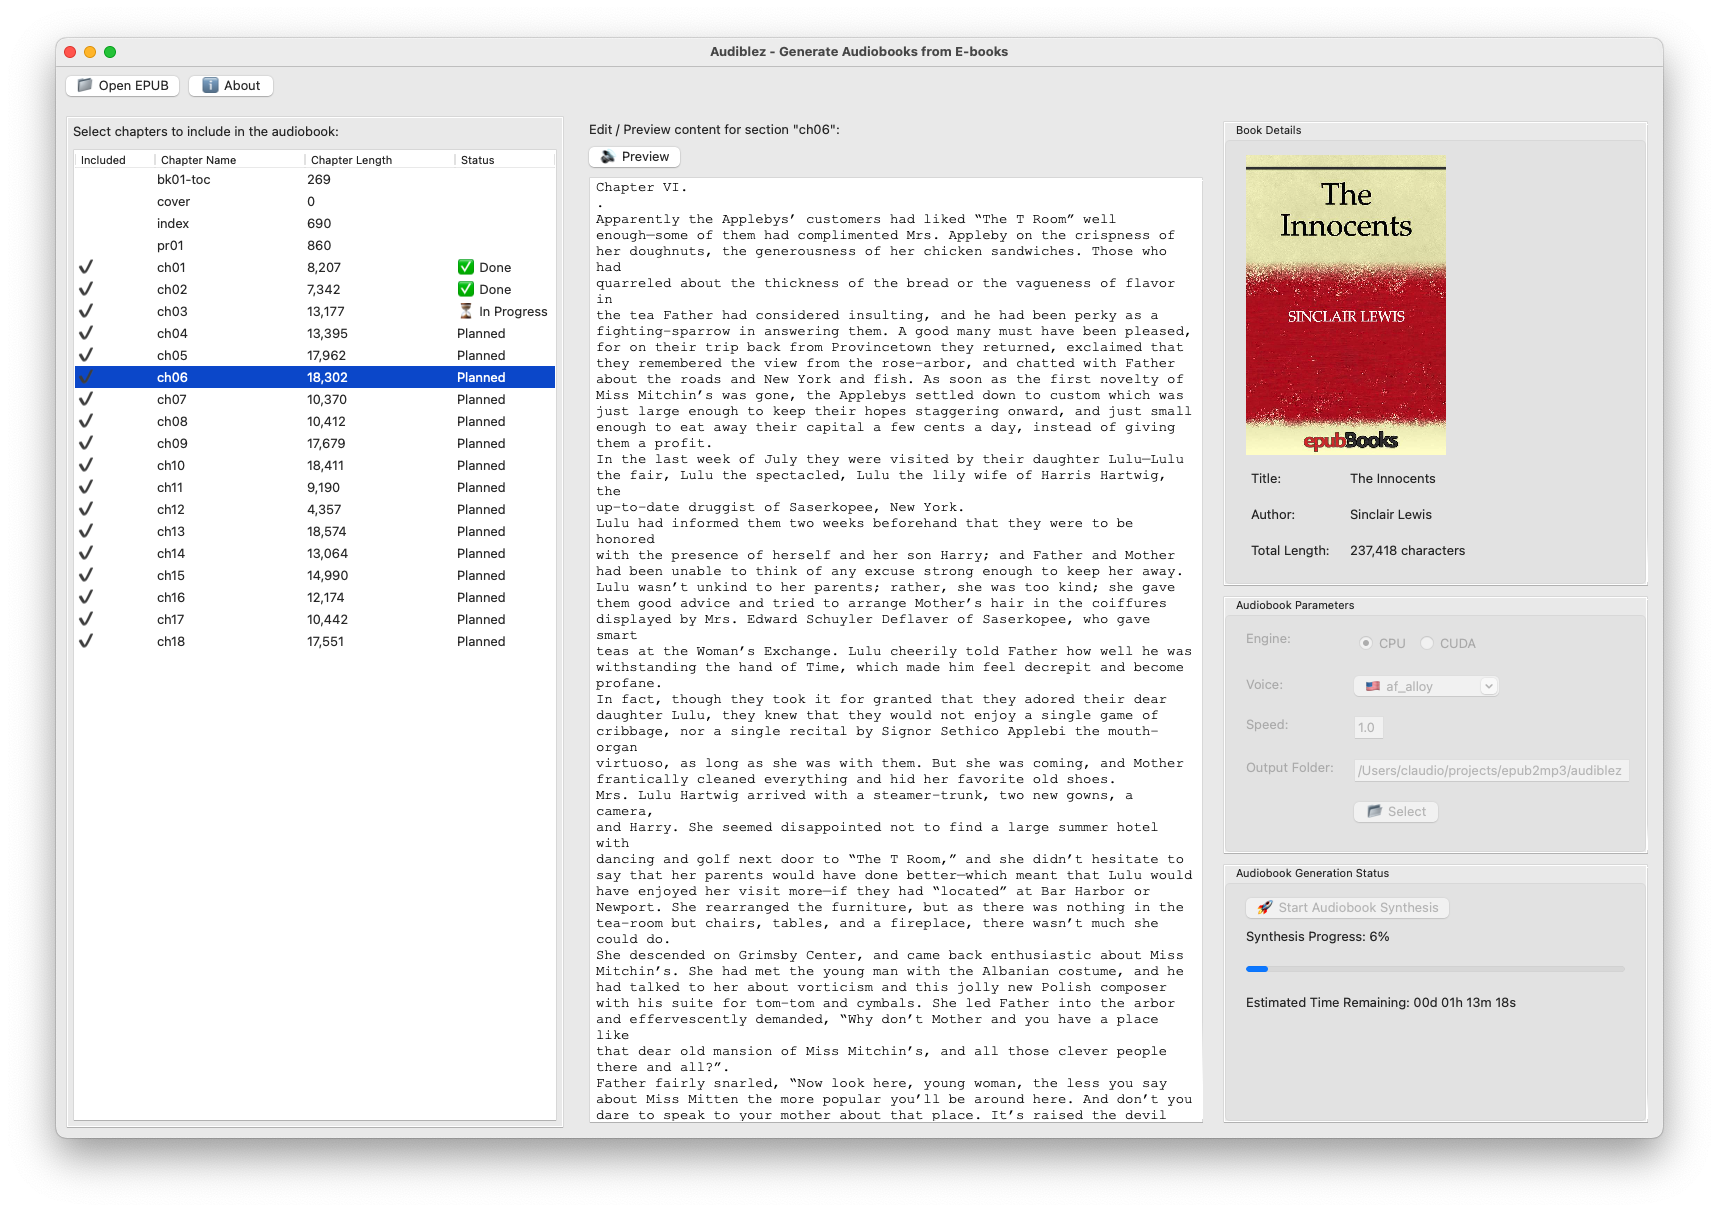 Audiblez - Generate Audiobooks from E-books
Open EPUB
About
Select chapters to include in the audiobook:
Included Chapter Name Chapter Length Status
bk01-toc 269
cover 0
index 690
pr01 860
ch01 8,207 Done
ch02 7,342 Done
ch03 13,177 In Progress
ch04 13,395 Planned
ch05 17,962 Planned
ch06 18,302 Planned
ch07 10,370 Planned
ch08 10,412 Planned
ch09 17,679 Planned
ch10 18,411 Planned
ch11 9,190 Planned
ch12 4,357 Planned
ch13 18,574 Planned
ch14 13,064 Planned
ch15 14,990 Planned
ch16 12,174 Planned
ch17 10,442 Planned
ch18 17,551 Planned
Edit / Preview content for section "ch06":
Preview
Chapter VI.
.
Apparently the Applebys’ customers had liked “The T Room” well
enough—some of them had complimented Mrs. Appleby on the crispness of
her doughnuts, the generousness of her chicken sandwiches. Those who
had
quarreled about the thickness of the bread or the vagueness of flavor
in
the tea Father had considered insulting, and he had been perky as a
fighting-sparrow in answering them. A good many must have been pleased,
for on their trip back from Provincetown they returned, exclaimed that
they remembered the view from the rose-arbor, and chatted with Father
about the roads and New York and fish. As soon as the first novelty of
Miss Mitchin’s was gone, the Applebys settled down to custom which was
just large enough to keep their hopes staggering onward, and just small
enough to eat away their capital a few cents a day, instead of giving
them a profit.
In the last week of July they were visited by their daughter Lulu—Lulu
the fair, Lulu the spectacled, Lulu the lily wife of Harris Hartwig,
the
up-to-date druggist of Saserkopee, New York.
Lulu had informed them two weeks beforehand that they were to be
honored
with the presence of herself and her son Harry; and Father and Mother
had been unable to think of any excuse strong enough to keep her away.
Lulu wasn’t unkind to her parents; rather, she was too kind; she gave
them good advice and tried to arrange Mother’s hair in the coiffures
displayed by Mrs. Edward Schuyler Deflaver of Saserkopee, who gave
smart
teas at the Woman’s Exchange. Lulu cheerily told Father how well he was
withstanding the hand of Time, which made him feel decrepit and become
profane.
In fact, though they took it for granted that they adored their dear
daughter Lulu, they knew that they would not enjoy a single game of
cribbage, nor a single recital by Signor Sethico Applebi the mouth-
organ
virtuoso, as long as she was with them. But she was coming, and Mother
frantically cleaned everything and hid her favorite old shoes.
Mrs. Lulu Hartwig arrived with a steamer-trunk, two new gowns, a
camera,
and Harry. She seemed disappointed not to find a large summer hotel
with
dancing and golf next door to “The T Room,” and she didn’t hesitate to
say that her parents would have done better—which meant that Lulu would
have enjoyed her visit more—if they had “located” at Bar Harbor or
Newport. She rearranged the furniture, but as there was nothing in the
tea-room but chairs, tables, and a fireplace, there wasn’t much she
could do.
She descended on Grimsby Center, and came back enthusiastic about Miss
Mitchin’s. She had met the young man with the Albanian costume, and he
had talked to her about vorticism and this jolly new Polish composer
with his suite for tom-tom and cymbals. She led Father into the arbor
and effervescently demanded, “Why don’t Mother and you have a place
like
that dear old mansion of Miss Mitchin’s, and all those clever people
there and all?”.
Father fairly snarled, “Now look here, young woman, the less you say
about Miss Mitten the more popular you’ll be around here. And don’t you
dare to speak to your mother about that place. It’s raised the devil
Book Details
The
Innocents
SINCLAIR LEWIS
epubBooks
Title: The Innocents
Author: Sinclair Lewis
Total Length: 237,418 characters
Audiobook Parameters
Engine: CPU CUDA
Voice: af_alloy
Speed: 1.0
Output Folder: /Users/claudio/projects/epub2mp3/audiblez
Select
Audiobook Generation Status
Start Audiobook Synthesis
Synthesis Progress: 6%
Estimated Time Remaining: 00d 01h 13m 18s